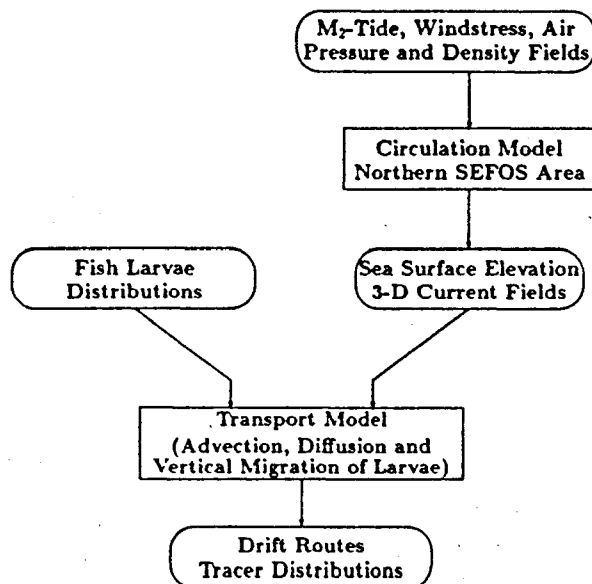 M₂-Tide, Windstress, Air
Pressure and Density Fields
Circulation Model
Northern SEFOS Area
Fish Larvae
Distributions
Sea Surface Elevation
3-D Current Fields
Transport Model
(Advection, Diffusion and
Vertical Migration of Larvae)
Drift Routes
Tracer Distributions